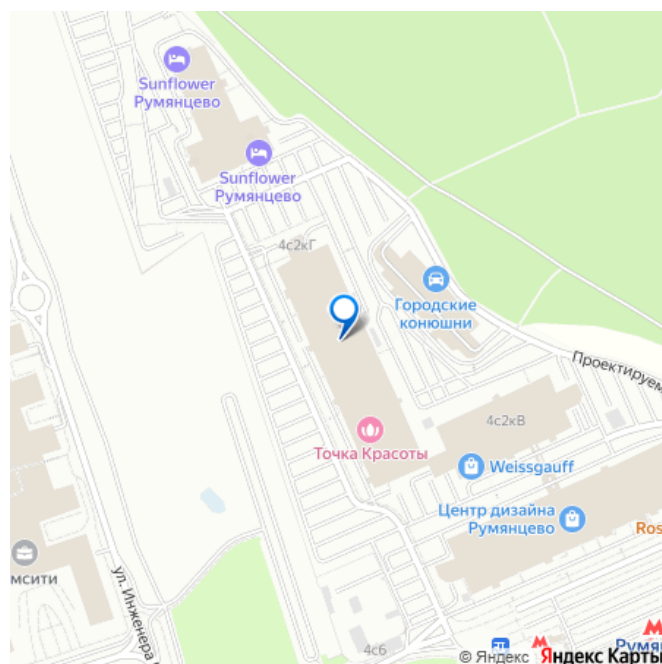 Sunflower
Румянцево
Sunflower
Румянцево
4с2кГ
Городские
конюшни
Проектируем
4с2кВ
Точка Красоты
Weissgauff
Центр дизайна
Румянцево
Ros
мсити
ул. Инженера
4с6
Румя
© Яндекс Яндекс Карты